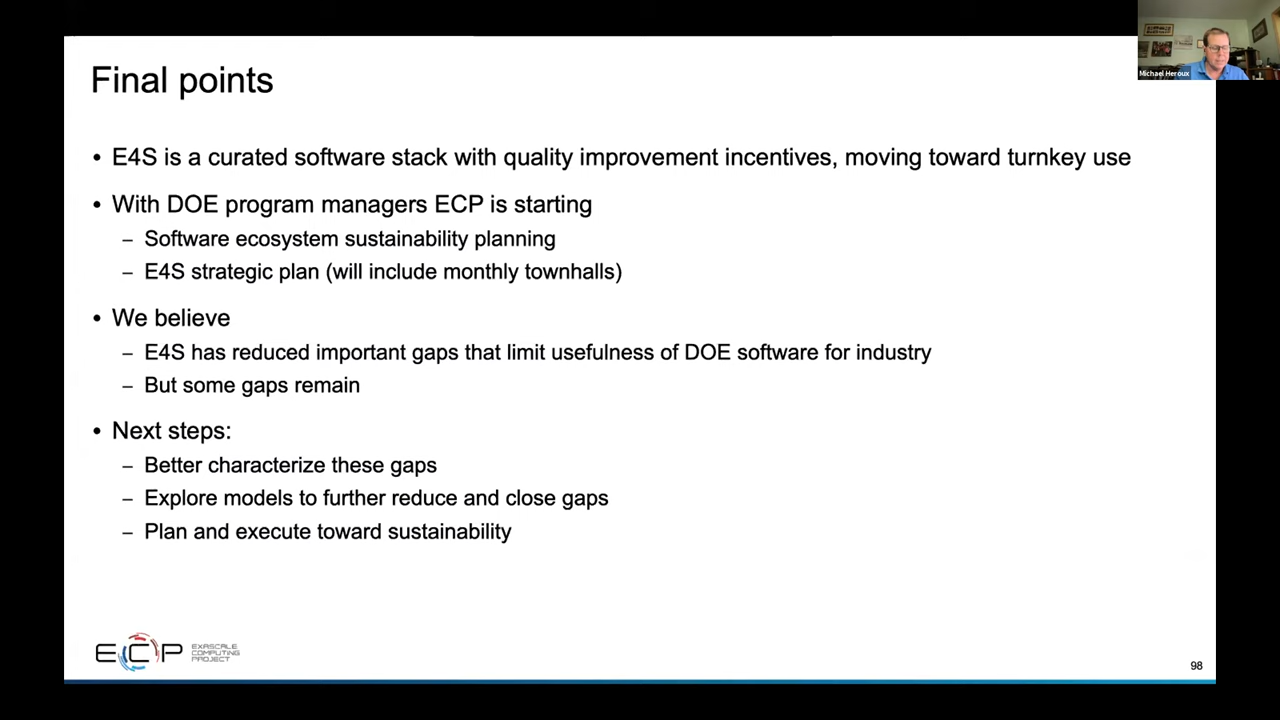 Michael Heroux
Final points
• E4S is a curated software stack with quality improvement incentives, moving toward turnkey use
• With DOE program managers ECP is starting
– Software ecosystem sustainability planning
– E4S strategic plan (will include monthly townhalls)
• We believe
– E4S has reduced important gaps that limit usefulness of DOE software for industry
– But some gaps remain
• Next steps:
– Better characterize these gaps
– Explore models to further reduce and close gaps
– Plan and execute toward sustainability
ECP
EXASCALE
COMPUTING
PROJECT
98